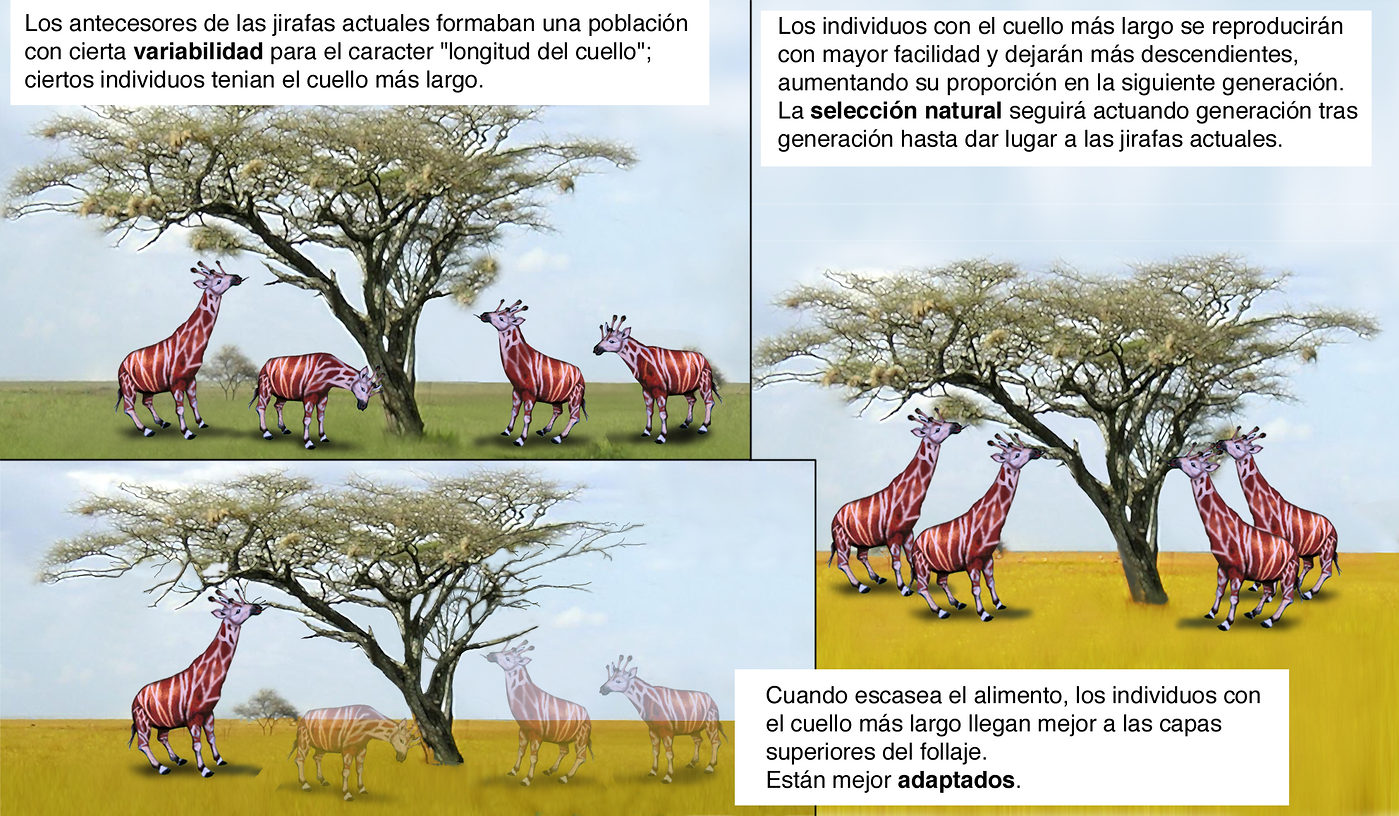 Los antecesores de las jirafas actuales formaban una población
con cierta variabilidad para el caracter "longitud del cuello";
ciertos individuos tenian el cuello más largo.
Cuando escasea el alimento, los individuos con
el cuello más largo llegan mejor a las capas
superiores del follaje.
Están mejor adaptados.
Los individuos con el cuello más largo se reproducirán
con mayor facilidad y dejarán más descendientes,
aumentando su proporción en la siguiente generación.
La selección natural seguirá actuando generación tras
generación hasta dar lugar a las jirafas actuales.